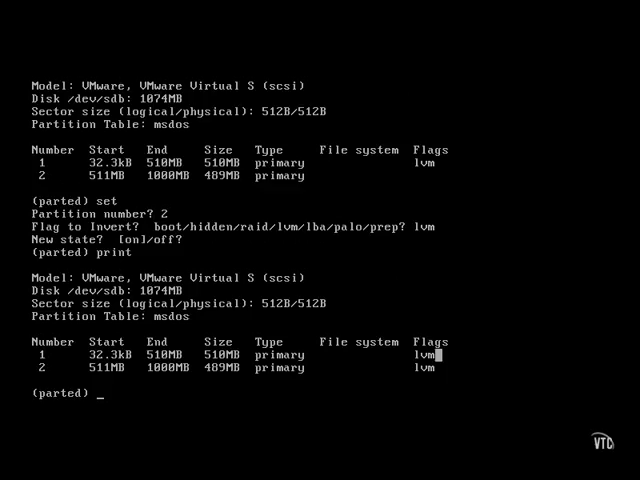 Model: VMware, VMware Virtual S (scsi)
Disk /dev/sdb: 1074MB
Sector size (logical/physical): 512B/512B
Partition Table: msdos
Number  Start   End     Size   Type     File system  Flags
1      32.3kB  510MB   510MB  primary               lvm
2      511MB   1000MB  489MB  primary
(parted) set
Partition number? 2
Flag to Invert?  boot/hidden/raid/lvm/lba/palo/prep? lvm
New state?  [on]/off?
(parted) print
Model: VMware, VMware Virtual S (scsi)
Disk /dev/sdb: 1074MB
Sector size (logical/physical): 512B/512B
Partition Table: msdos
Number  Start   End     Size   Type     File system  Flags
1      32.3kB  510MB   510MB  primary               lvm
2      511MB   1000MB  489MB  primary               lvm
(parted) _
VTC